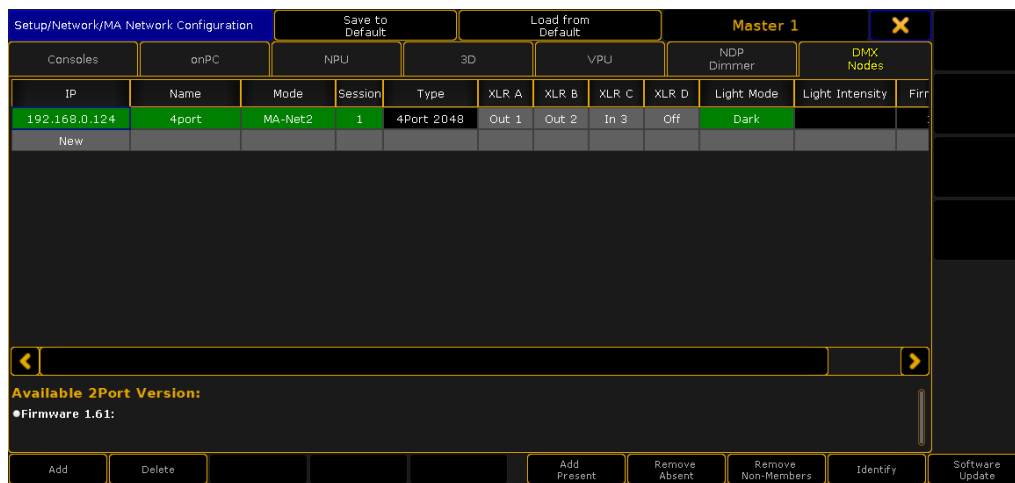 Setup/Network/MA Network Configuration
Save to
Default
Load from
Default
Master 1
Consoles
onPC
NPU
3D
VPU
NDP
Dimmer
DMX
Nodes
IP Name Mode Session Type XLR A XLR B XLR C XLR D Light Mode Light Intensity
192.168.0.124 4port MA-Net2 1 4Port 2048 Out 1 Out 2 In 3 Off Dark
New
Available 2Port Version:
●Firmware 1.61:
Add
Delete
Add
Present
Remove
Absent
Remove
Non-Members
Identify
Software
Update